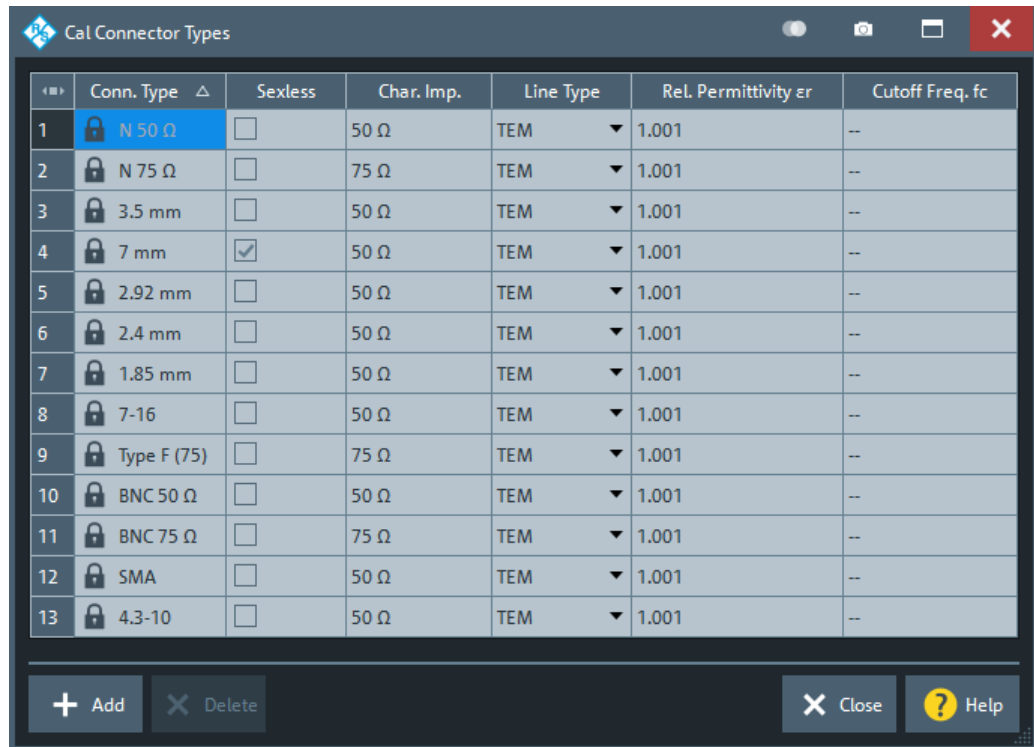 R&S Cal Connector Types
Conn. Type Sexless Char. Imp. Line Type Rel. Permittivity εr Cutoff Freq. fc
1 N 50 Ω 50 Ω TEM 1.001 --
2 N 75 Ω 75 Ω TEM 1.001 --
3 3.5 mm 50 Ω TEM 1.001 --
4 7 mm 50 Ω TEM 1.001 --
5 2.92 mm 50 Ω TEM 1.001 --
6 2.4 mm 50 Ω TEM 1.001 --
7 1.85 mm 50 Ω TEM 1.001 --
8 7-16 50 Ω TEM 1.001 --
9 Type F (75) 75 Ω TEM 1.001 --
10 BNC 50 Ω 50 Ω TEM 1.001 --
11 BNC 75 Ω 75 Ω TEM 1.001 --
12 SMA 50 Ω TEM 1.001 --
13 4.3-10 50 Ω TEM 1.001 --
Add Delete Close ? Help